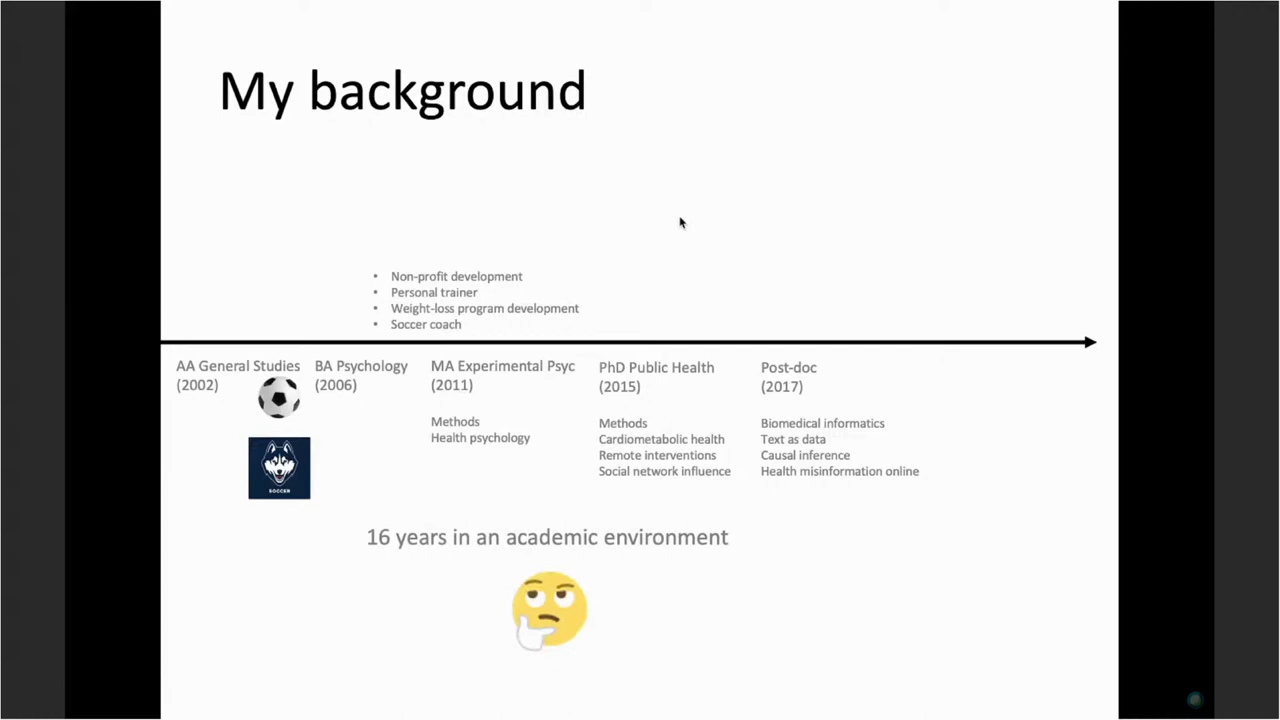 My background
• Non-profit development
• Personal trainer
• Weight-loss program development
• Soccer coach
AA General Studies
(2002)
BA Psychology
(2006)
MA Experimental Psyc
(2011)
Methods
Health psychology
PhD Public Health
(2015)
Methods
Cardiometabolic health
Remote interventions
Social network influence
Post-doc
(2017)
Biomedical informatics
Text as data
Causal inference
Health misinformation online
SOCCER
16 years in an academic environment